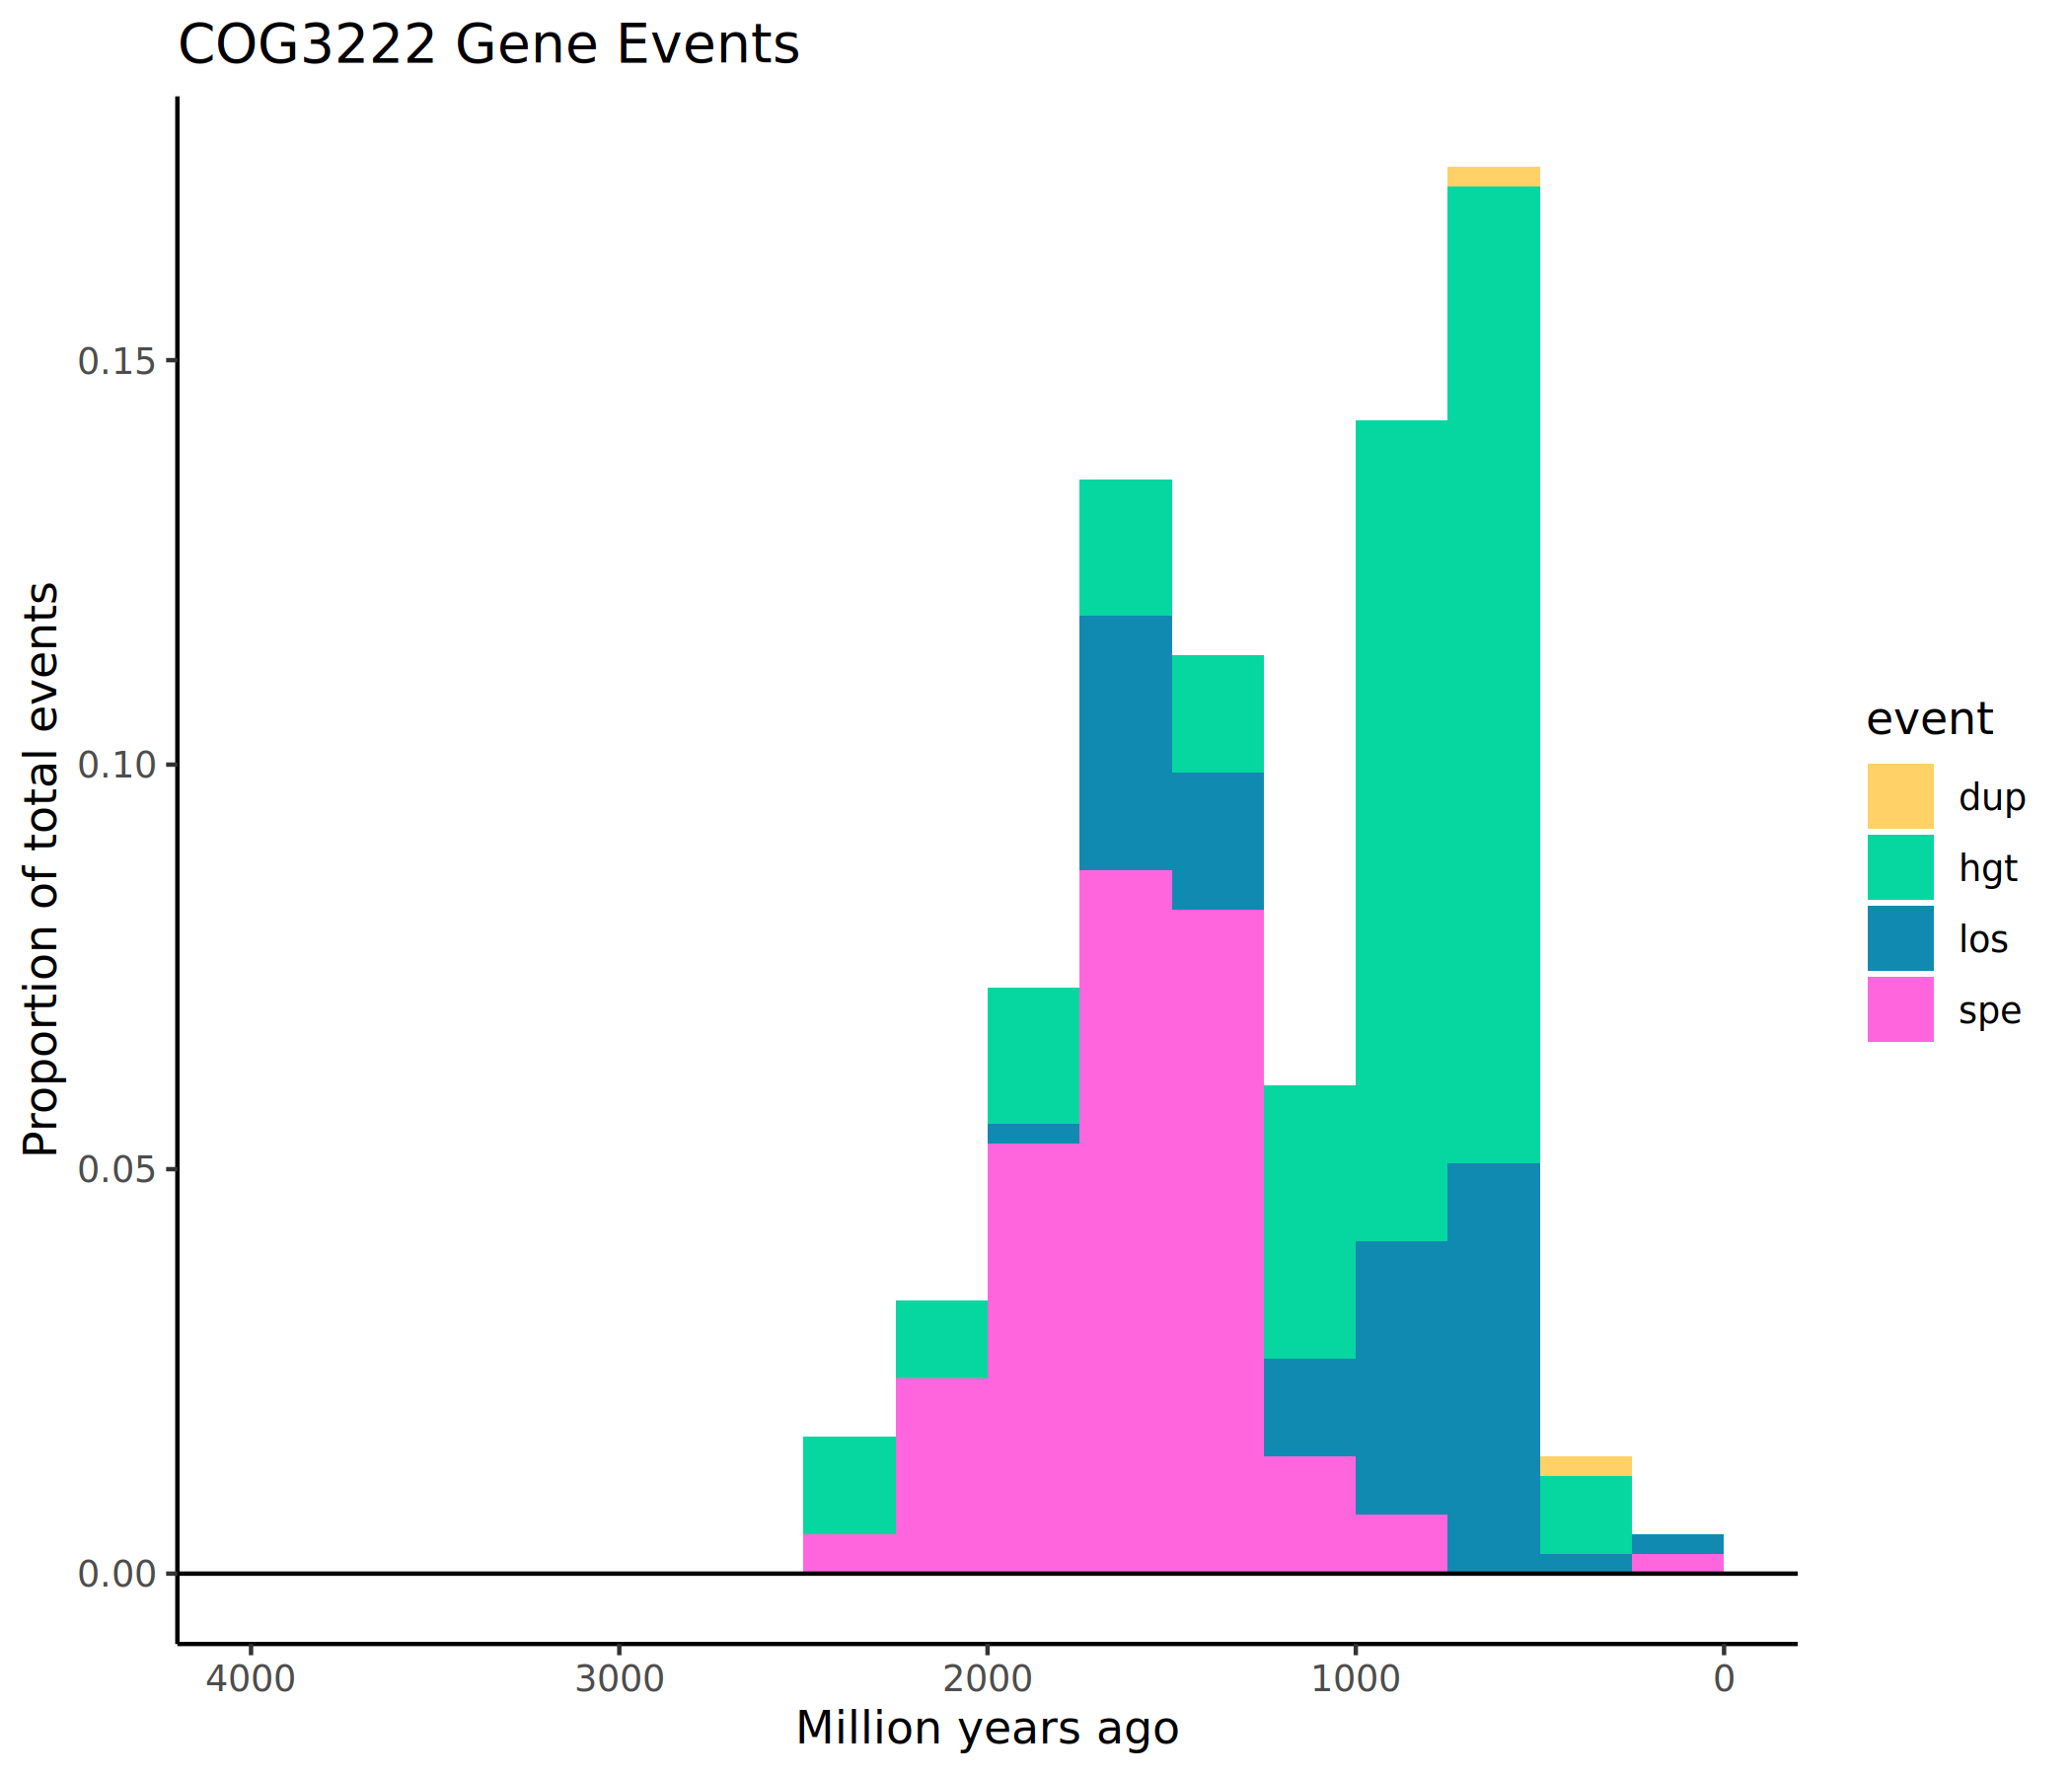 COG3222 Gene Events
Proportion of total events
0.15
0.10
0.05
0.00
4000 3000 2000 1000 0
Million years ago
event
dup
hgt
los
spe